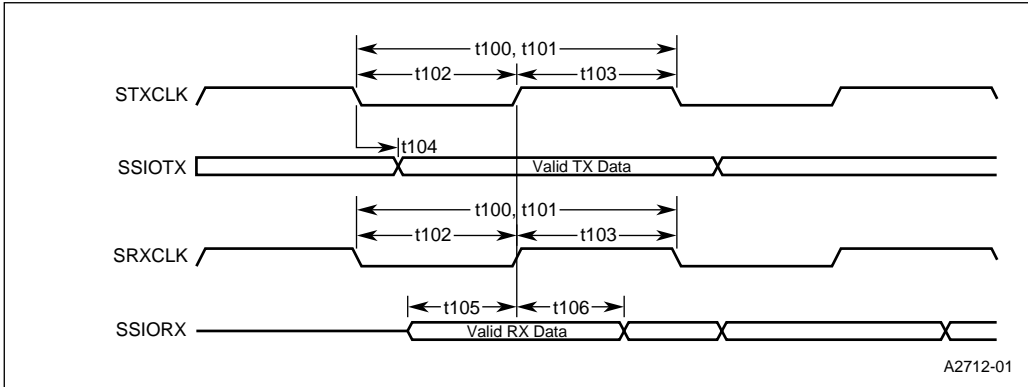 t100, t101
t102
t103
STXCLK
t104
SSIOTX
Valid TX Data
t100, t101
t102
t103
SRXCLK
t105
t106
SSIORX
Valid RX Data
A2712-01